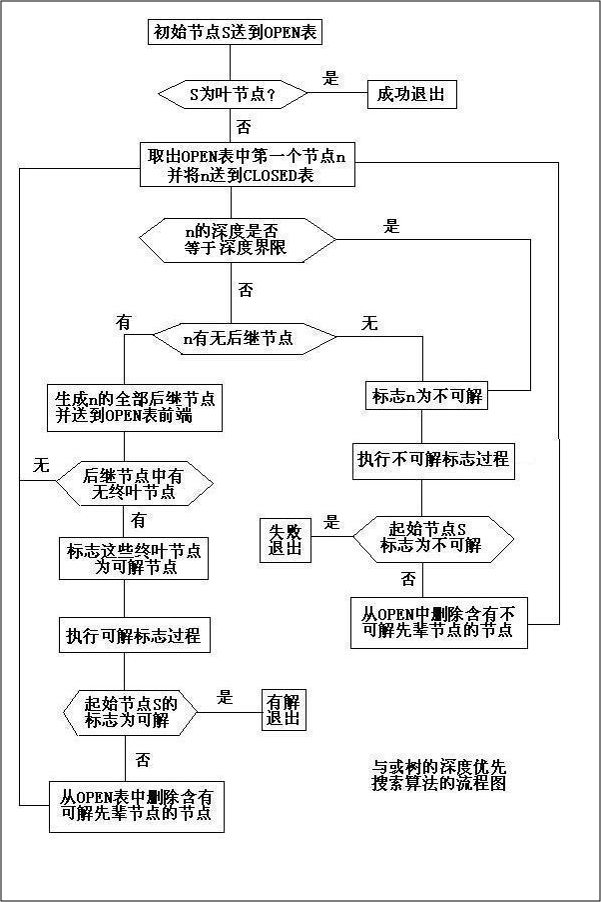 初始节点S送到OPEN表
是
S为叶节点?
成功退出
否
取出OPEN表中第一个节点n
并将n送到CLOSED表
n的深度是否
等于深度界限
是
否
有
n有无后继节点
无
生成n的全部后继节点
并送到OPEN表前端
标志n为不可解
无
后继节点中有
无终叶节点
执行不可解标志过程
有
是
失败
退出
起始节点S
标志为不可解
标志这些终叶节点
为可解节点
否
从OPEN中删除含有不
可解先辈节点的节点
执行可解标志过程
起始节点S的
标志为可解
是
有解
退出
否
从OPEN表中删除含有
可解先辈节点的节点
与或树的深度优先
搜索算法的流程图